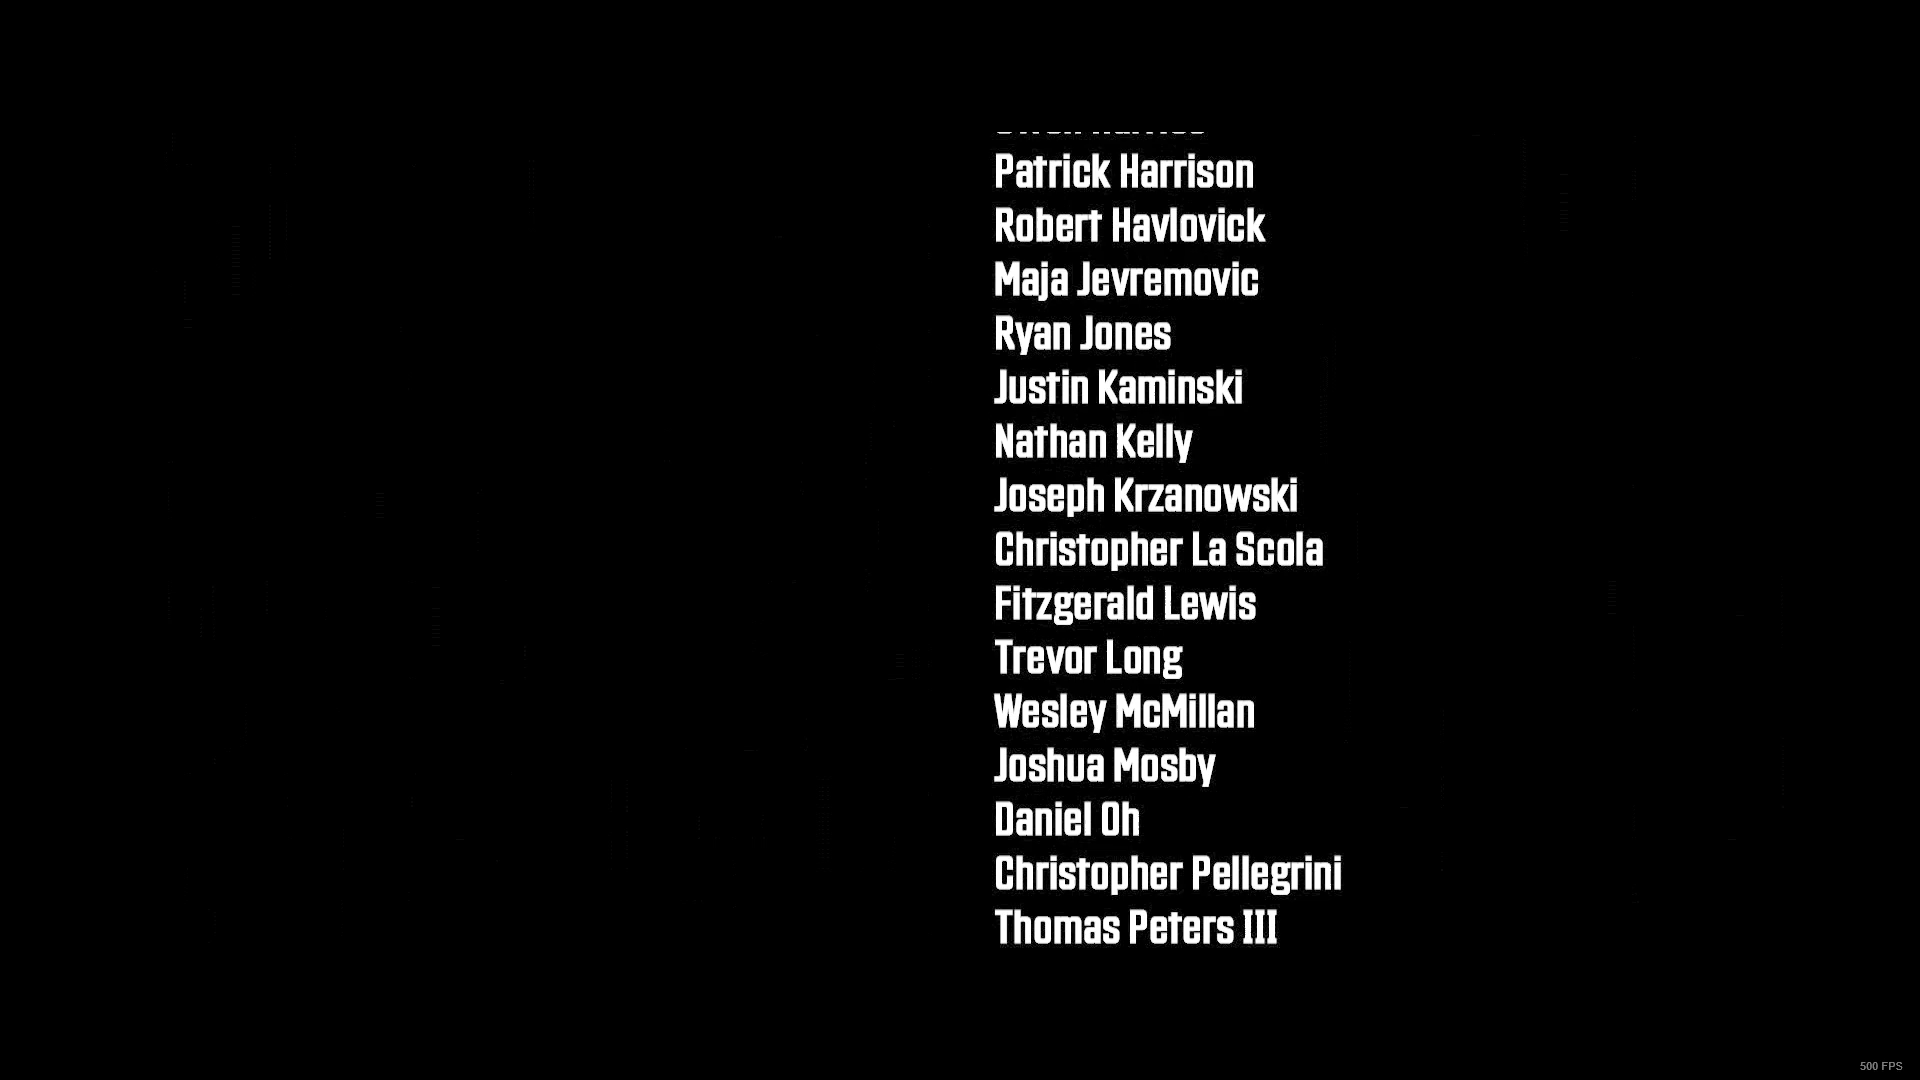 Patrick Harrison
Robert Havlovick
Maja Jevremovic
Ryan Jones
Justin Kaminski
Nathan Kelly
Joseph Krzanowski
Christopher La Scola
Fitzgerald Lewis
Trevor Long
Wesley McMillan
Joshua Mosby
Daniel Oh
Christopher Pellegrini
Thomas Peters III
500 FPS